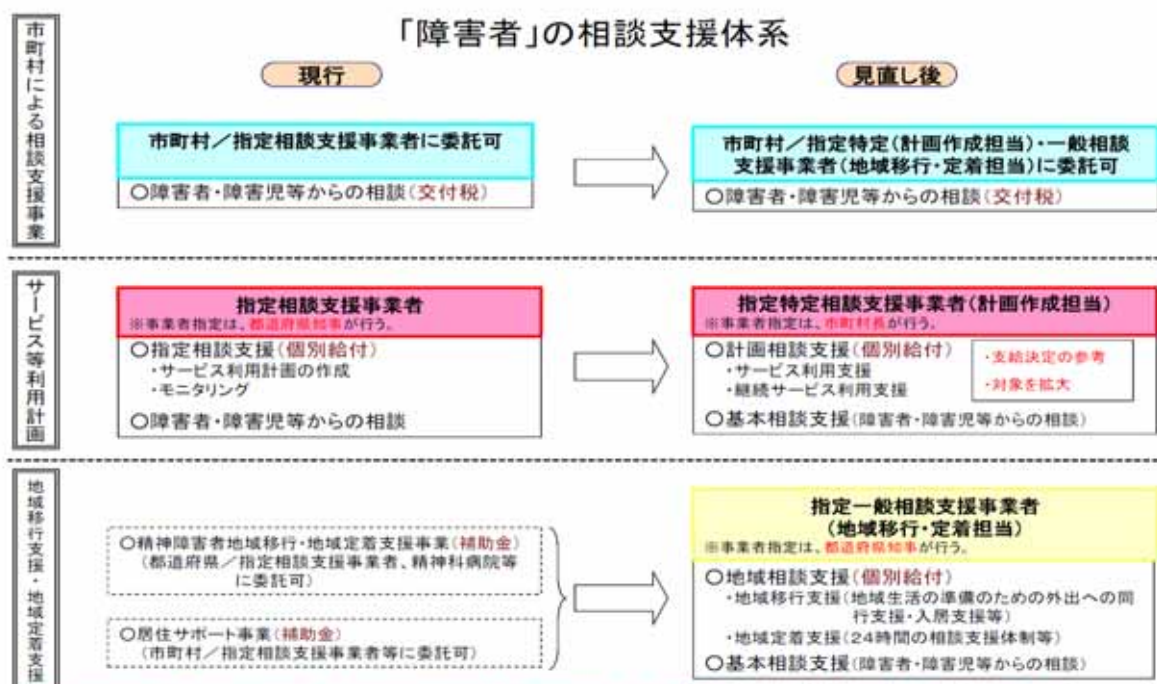 「障害者」の相談支援体系
現行
見直し後
市町村による相談支援事業
市町村／指定相談支援事業者に委託可
○障害者・障害児等からの相談(交付税)
市町村／指定特定(計画作成担当)・一般相談
支援事業者(地域移行・定着担当)に委託可
○障害者・障害児等からの相談(交付税)
サービス等利用計画
指定相談支援事業者
※事業者指定は、都道府県知事が行う。
○指定相談支援(個別給付)
・サービス利用計画の作成
・モニタリング
○障害者・障害児等からの相談
指定特定相談支援事業者(計画作成担当)
※事業者指定は、市町村長が行う。
○計画相談支援(個別給付)
・サービス利用支援
・継続サービス利用支援
・支給決定の参考
・対象を拡大
○基本相談支援(障害者・障害児等からの相談)
地域移行支援・地域定着支援
○精神障害者地域移行・地域定着支援事業(補助金)
(都道府県／指定相談支援事業者、精神科病院等
に委託可)
○居住サポート事業(補助金)
(市町村／指定相談支援事業者等に委託可)
指定一般相談支援事業者
(地域移行・定着担当)
※事業者指定は、都道府県知事が行う。
○地域相談支援(個別給付)
・地域移行支援(地域生活の準備のための外出への同
行支援・入居支援等)
・地域定着支援(24時間の相談支援体制等)
○基本相談支援(障害者・障害児等からの相談)